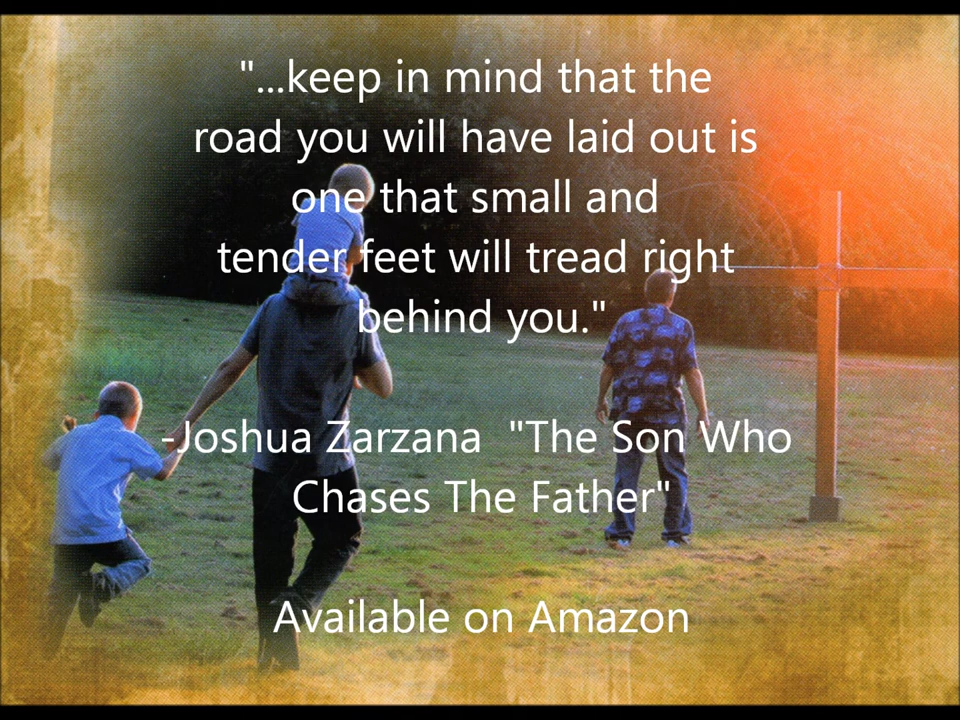 "...keep in mind that the
road you will have laid out is
one that small and
tender feet will tread right
behind you."
-Joshua Zarzana  "The Son Who
Chases The Father"
Available on Amazon